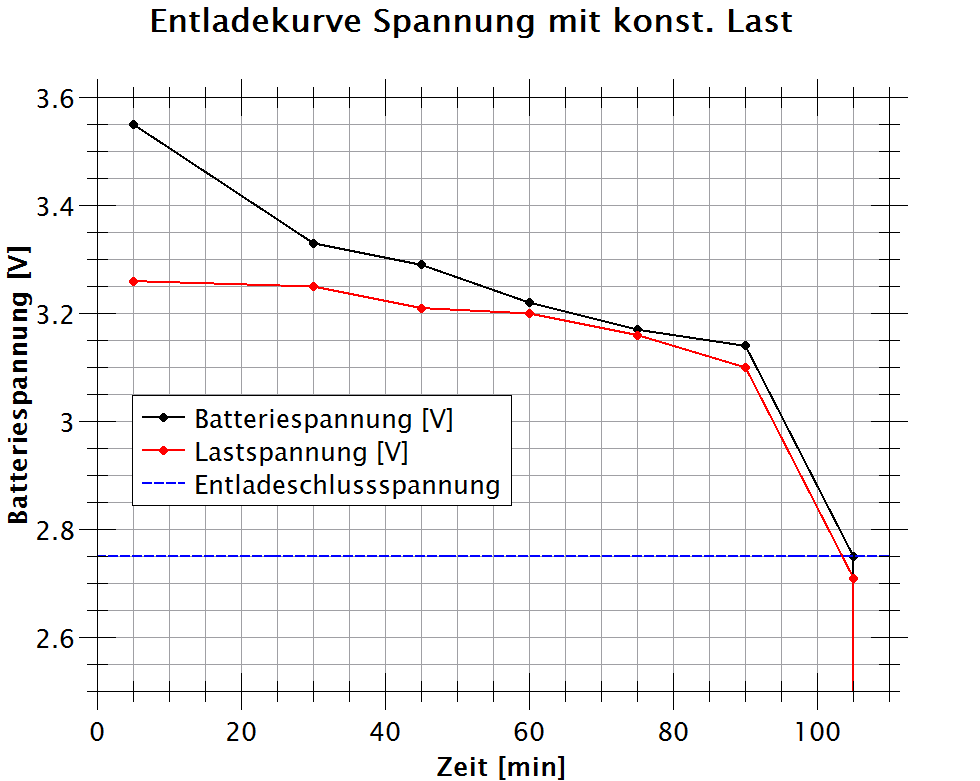 Entladekurve Spannung mit konst. Last
3.6
3.4
3.2
3
2.8
2.6
Batteriespannung [V]
Batteriespannung [V]
Lastspannung [V]
Entladeschlussspannung
0 20 40 60 80 100
Zeit [min]